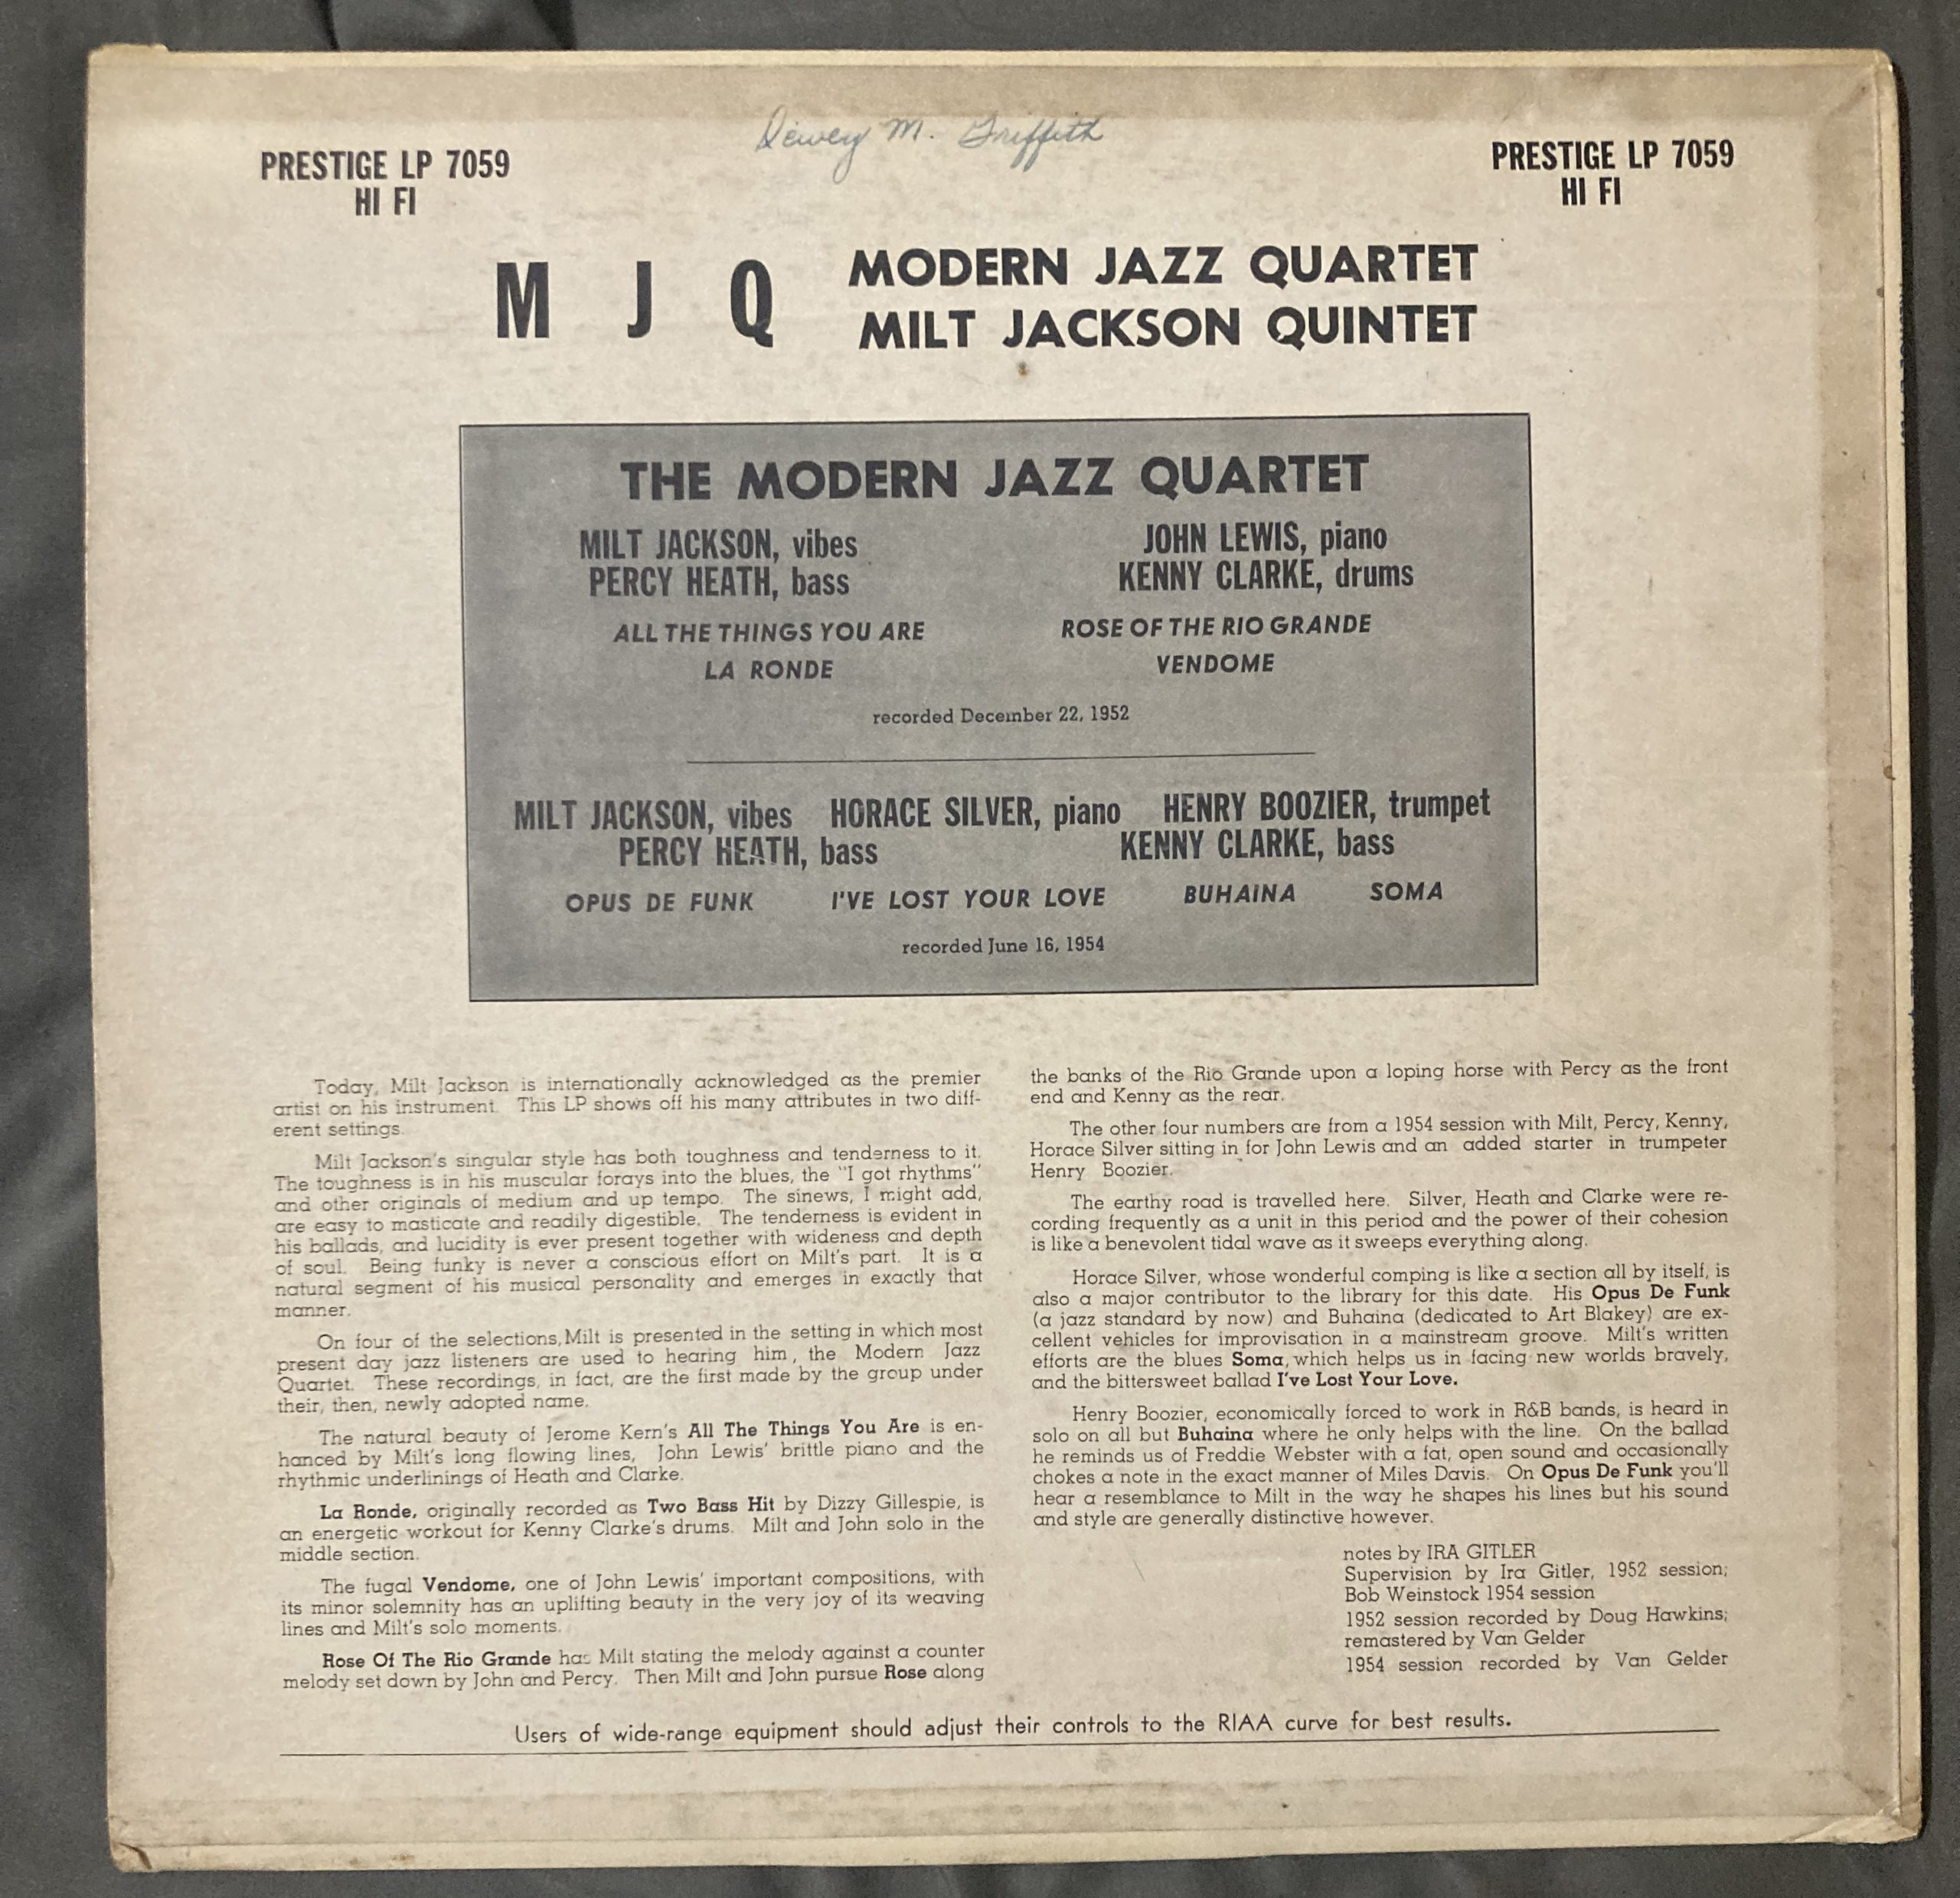 Dewey M. Griffith
PRESTIGE LP 7059
HI FI
PRESTIGE LP 7059
HI FI
M J Q
MODERN JAZZ QUARTET
MILT JACKSON QUINTET
THE MODERN JAZZ QUARTET
MILT JACKSON, vibes JOHN LEWIS, piano
PERCY HEATH, bass KENNY CLARKE, drums
ALL THE THINGS YOU ARE ROSE OF THE RIO GRANDE
LA RONDE VENDOME
recorded December 22, 1952
MILT JACKSON, vibes HORACE SILVER, piano HENRY BOOZIER, trumpet
PERCY HEATH, bass KENNY CLARKE, bass
OPUS DE FUNK I'VE LOST YOUR LOVE BUHAINA SOMA
recorded June 16, 1954
Today, Milt Jackson is internationally acknowledged as the premier
artist on his instrument. This LP shows off his many attributes in two diff-
erent settings.
Milt Jackson's singular style has both toughness and tenderness to it.
The toughness is in his muscular forays into the blues, the "I got rhythms"
and other originals of medium and up tempo. The sinews, I might add,
are easy to masticate and readily digestible. The tenderness is evident in
his ballads, and lucidity is ever present together with wideness and depth
of soul. Being funky is never a conscious effort on Milt's part. It is a
natural segment of his musical personality and emerges in exactly that
manner.
On four of the selections, Milt is presented in the setting in which most
present day jazz listeners are used to hearing him, the Modern Jazz
Quartet. These recordings, in fact, are the first made by the group under
their, then, newly adopted name.
The natural beauty of Jerome Kern's All The Things You Are is en-
hanced by Milt's long flowing lines, John Lewis' brittle piano and the
rhythmic underlinings of Heath and Clarke.
La Ronde, originally recorded as Two Bass Hit by Dizzy Gillespie, is
an energetic workout for Kenny Clarke's drums. Milt and John solo in the
middle section.
The fugal Vendome, one of John Lewis' important compositions, with
its minor solemnity has an uplifting beauty in the very joy of its weaving
lines and Milt's solo moments.
Rose Of The Rio Grande has Milt stating the melody against a counter
melody set down by John and Percy. Then Milt and John pursue Rose along
the banks of the Rio Grande upon a loping horse with Percy as the front
end and Kenny as the rear.
The other four numbers are from a 1954 session with Milt, Percy, Kenny,
Horace Silver sitting in for John Lewis and an added starter in trumpeter
Henry Boozier.
The earthy road is travelled here. Silver, Heath and Clarke were re-
cording frequently as a unit in this period and the power of their cohesion
is like a benevolent tidal wave as it sweeps everything along.
Horace Silver, whose wonderful comping is like a section all by itself, is
also a major contributor to the library for this date. His Opus De Funk
(a jazz standard by now) and Buhaina (dedicated to Art Blakey) are ex-
cellent vehicles for improvisation in a mainstream groove. Milt's written
efforts are the blues Soma, which helps us in facing new worlds bravely,
and the bittersweet ballad I've Lost Your Love.
Henry Boozier, economically forced to work in R&B bands, is heard in
solo on all but Buhaina where he only helps with the line. On the ballad
he reminds us of Freddie Webster with a fat, open sound and occasionally
chokes a note in the exact manner of Miles Davis. On Opus De Funk you'll
hear a resemblance to Milt in the way he shapes his lines but his sound
and style are generally distinctive however.
notes by IRA GITLER
Supervision by Ira Gitler, 1952 session;
Bob Weinstock 1954 session
1952 session recorded by Doug Hawkins;
remastered by Van Gelder
1954 session recorded by Van Gelder
Users of wide-range equipment should adjust their controls to the RIAA curve for best results.